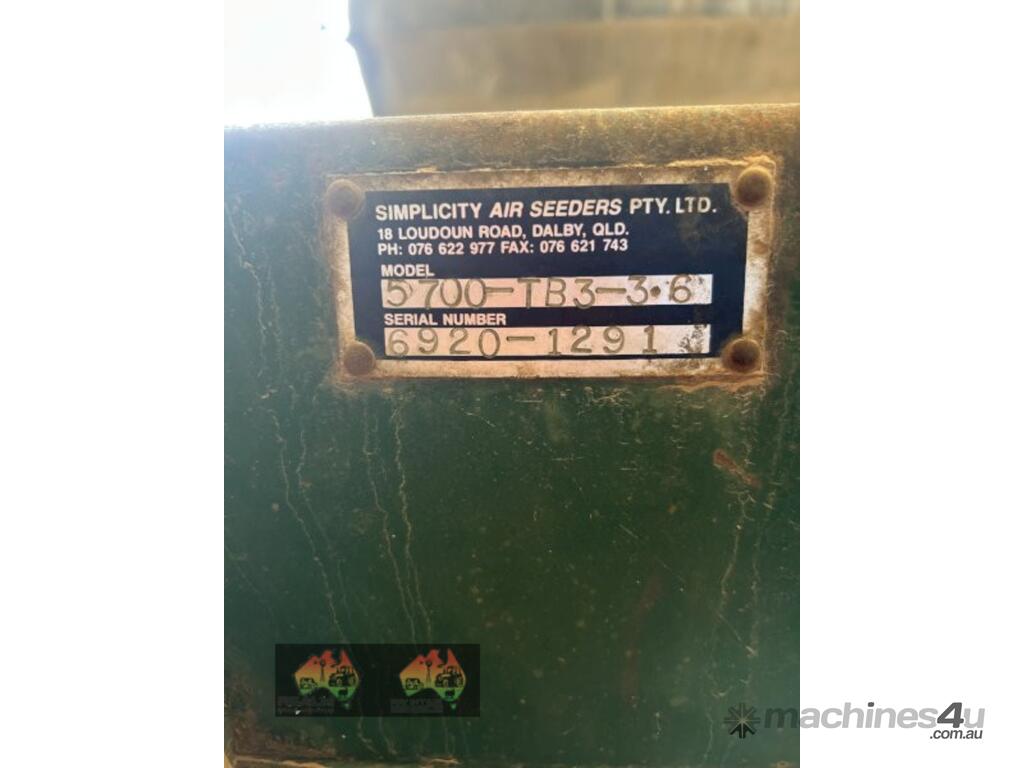 SIMPLICITY AIR SEEDERS PTY. LTD.
18 LOUDOUN ROAD, DALBY, QLD.
PH: 076 622 977 FAX: 076 621 743
MODEL
5700-TB3-3.6
SERIAL NUMBER
6920-1291
machines4u
.com.au